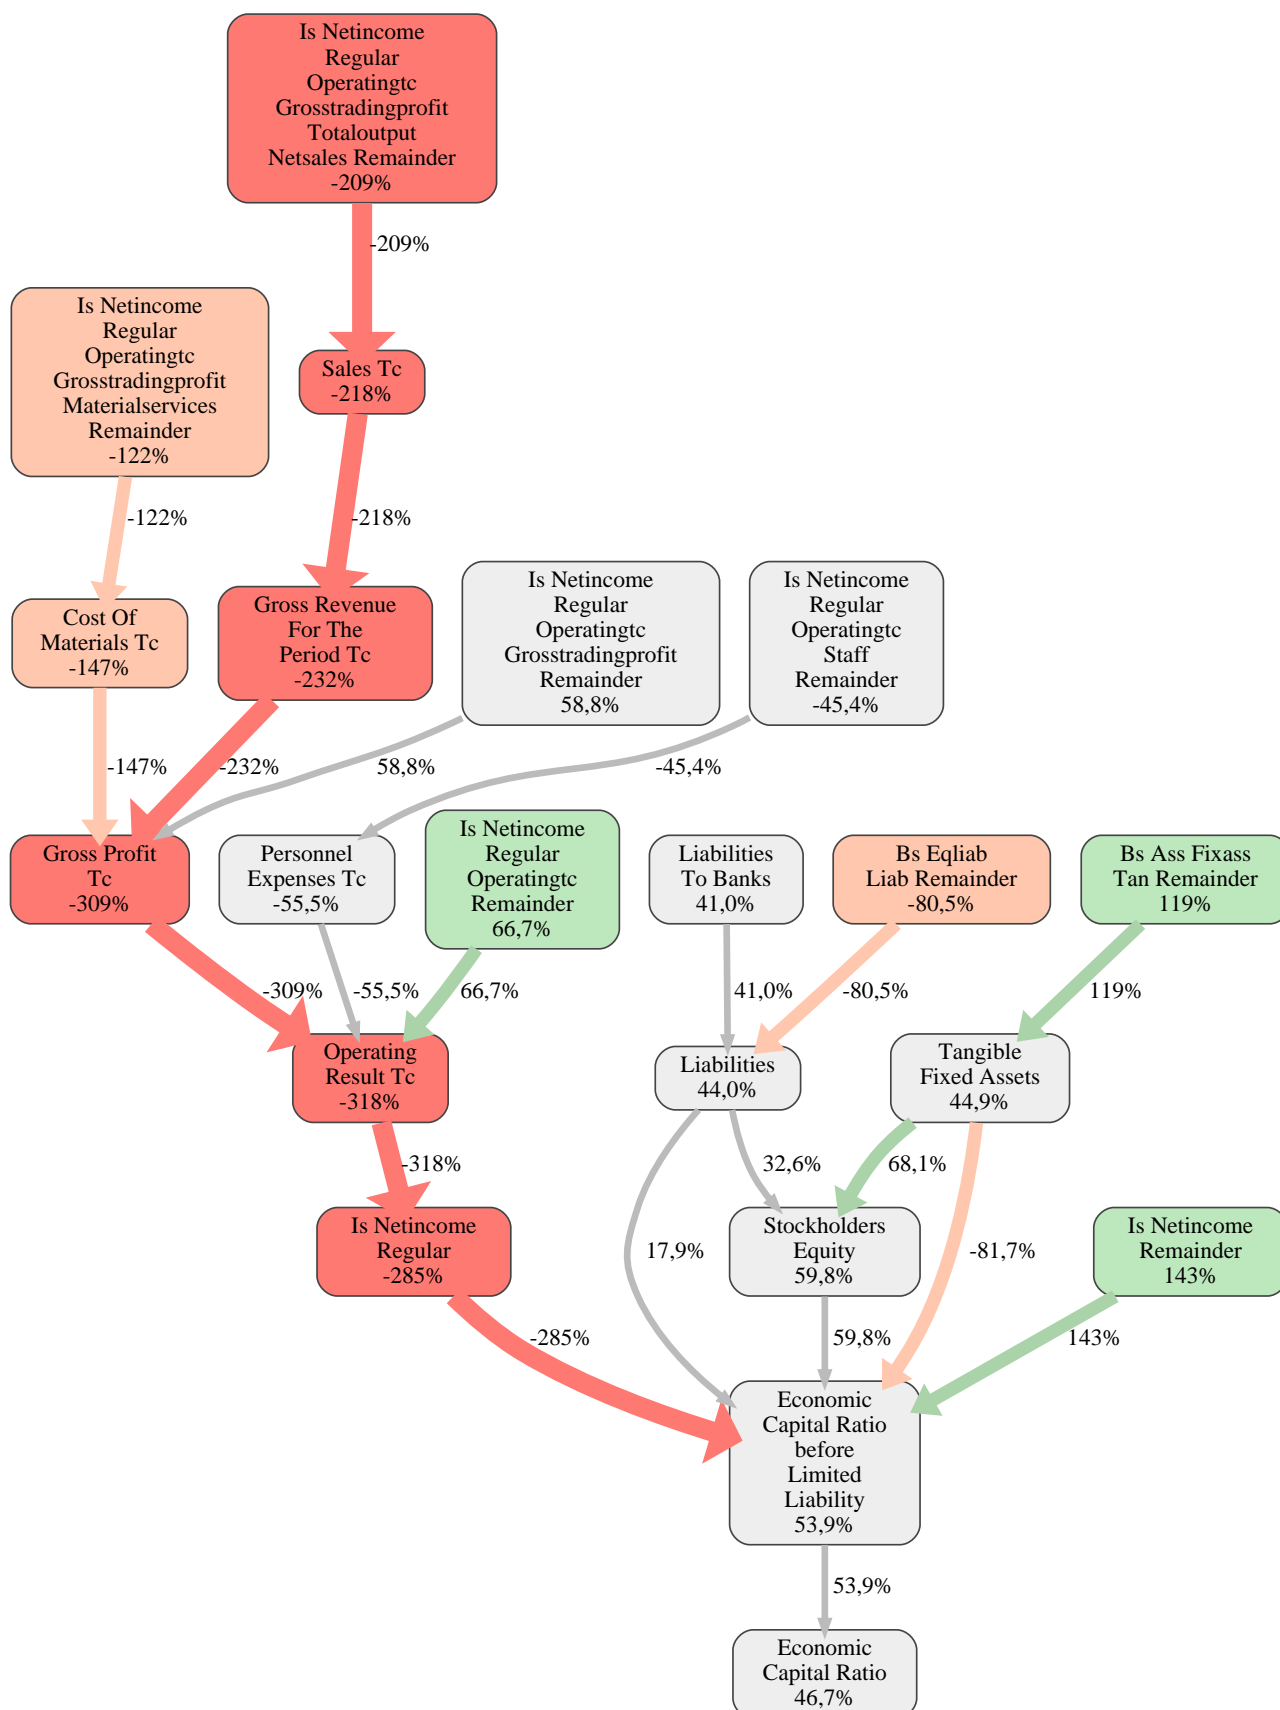 Is Netincome
Regular
Operatingtc
Grosstradingprofit
Totaloutput
Netsales Remainder
-209%
-209%
Is Netincome
Regular
Operatingtc
Grosstradingprofit
Materialservices
Remainder
-122%
Sales Tc
-218%
-122%
-218%
Is Netincome
Regular
Operatingtc
Grosstradingprofit
Remainder
58,8%
Is Netincome
Regular
Operatingtc
Staff
Remainder
-45,4%
Cost Of
Materials Tc
-147%
Gross Revenue
For The
Period Tc
-232%
-147%
-232%
58,8%
-45,4%
Gross Profit
Tc
-309%
Personnel
Expenses Tc
-55,5%
Is Netincome
Regular
Operatingtc
Remainder
66,7%
Liabilities
To Banks
41,0%
Bs Eqliab
Liab Remainder
-80,5%
Bs Ass Fixass
Tan Remainder
119%
-309%
-55,5%
66,7%
41,0%
-80,5%
119%
Operating
Result Tc
-318%
Liabilities
44,0%
Tangible
Fixed Assets
44,9%
-318%
32,6%
68,1%
Is Netincome
Regular
-285%
17,9%
Stockholders
Equity
59,8%
-81,7%
Is Netincome
Remainder
143%
-285%
59,8%
143%
Economic
Capital Ratio
before
Limited
Liability
53,9%
53,9%
Economic
Capital Ratio
46,7%